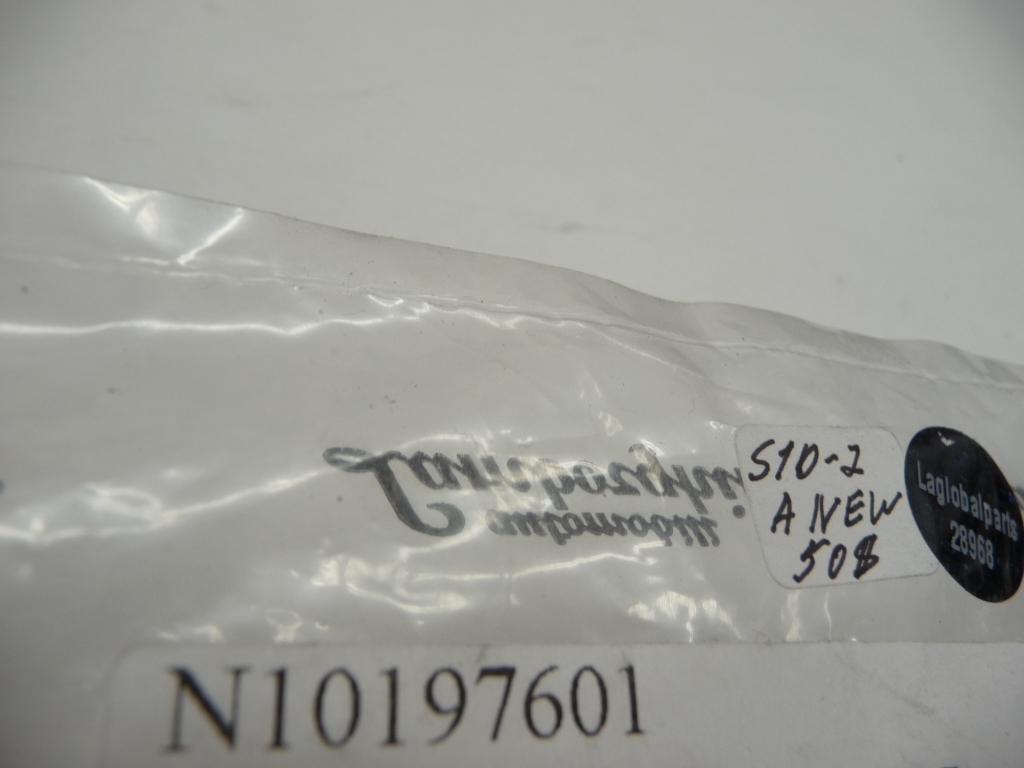 Lamborghini
automobili
S10-2
A NEW
50$
Laglobalparts
28968
N10197601